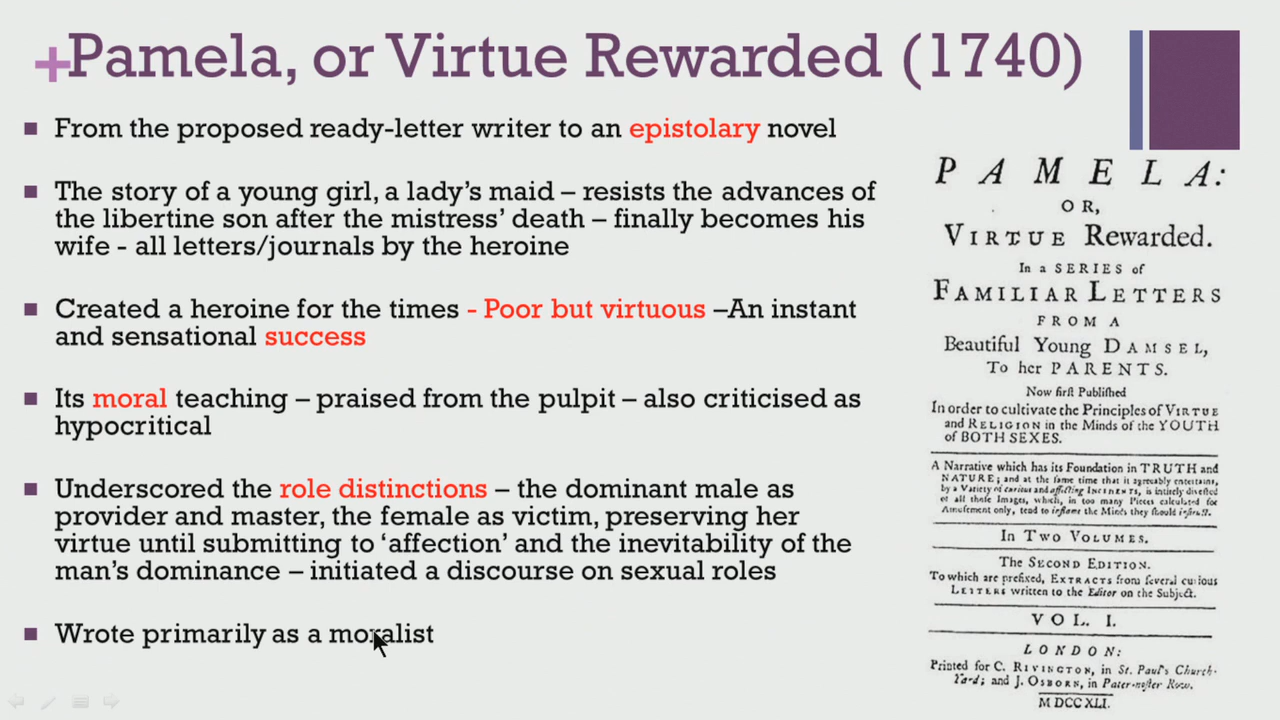 +Pamela, or Virtue Rewarded (1740)
■ From the proposed ready-letter writer to an epistolary novel
■ The story of a young girl, a lady's maid – resists the advances of
the libertine son after the mistress' death – finally becomes his
wife - all letters/journals by the heroine
■ Created a heroine for the times - Poor but virtuous –An instant
and sensational success
■ Its moral teaching – praised from the pulpit – also criticised as
hypocritical
■ Underscored the role distinctions – the dominant male as
provider and master, the female as victim, preserving her
virtue until submitting to ‘affection’ and the inevitability of the
man's dominance – initiated a discourse on sexual roles
■ Wrote primarily as a moralist
PAMELA:
OR,
VIRTUE Rewarded.
In a SERIES of
FAMILIAR LETTERS
FROM A
Beautiful Young DAMSEL,
To her PARENTS.
Now firſt Publiſhed
In order to cultivate the Principles of VIRTUE
and RELIGION in the Minds of the YOUTH
of BOTH SEXES.
A Narrative which has its Foundation in TRUTH and
NATURE; and at the ſame time that it agreeably entertains,
by a Variety of curious and affecting INCIDENTS, is intirely diveſted
of all thoſe Images, which, in too many Pieces calculated for
Amuſement only, tend to inflame the Minds they ſhould inſtruct.
In Two VOLUMES.
The SECOND EDITION.
To which are prefixed, EXTRACTS from ſeveral curious
LETTERS written to the Editor on the Subject.
VOL. I.
LONDON:
Printed for C. RIVINGTON, in St. Paul's Church-
Yard; and J. OSBORN, in Pater-noſter Row.
MDCCXLI.